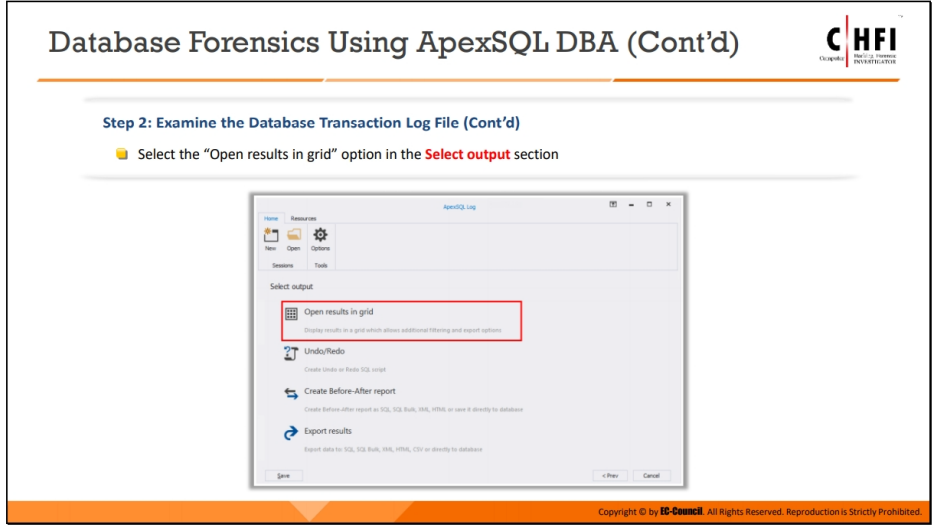 Database Forensics Using ApexSQL DBA (Cont’d)
C HFI
Computer Hacking Forensic
INVESTIGATOR
Step 2: Examine the Database Transaction Log File (Cont’d)
Select the “Open results in grid” option in the Select output section
ApexSQL Log
Home Resources
New Open Options
Sessions Tools
Select output
Open results in grid
Display results in a grid which allows additional filtering and export options
Undo/Redo
Create Undo or Redo SQL script
Create Before-After report
Create Before-After report as SQL, SQL Bulk, XML, HTML or save it directly to database
Export results
Export data to: SQL, SQL Bulk, XML, HTML, CSV or directly to database
Save < Prev Cancel
Copyright © by EC-Council. All Rights Reserved. Reproduction is Strictly Prohibited.